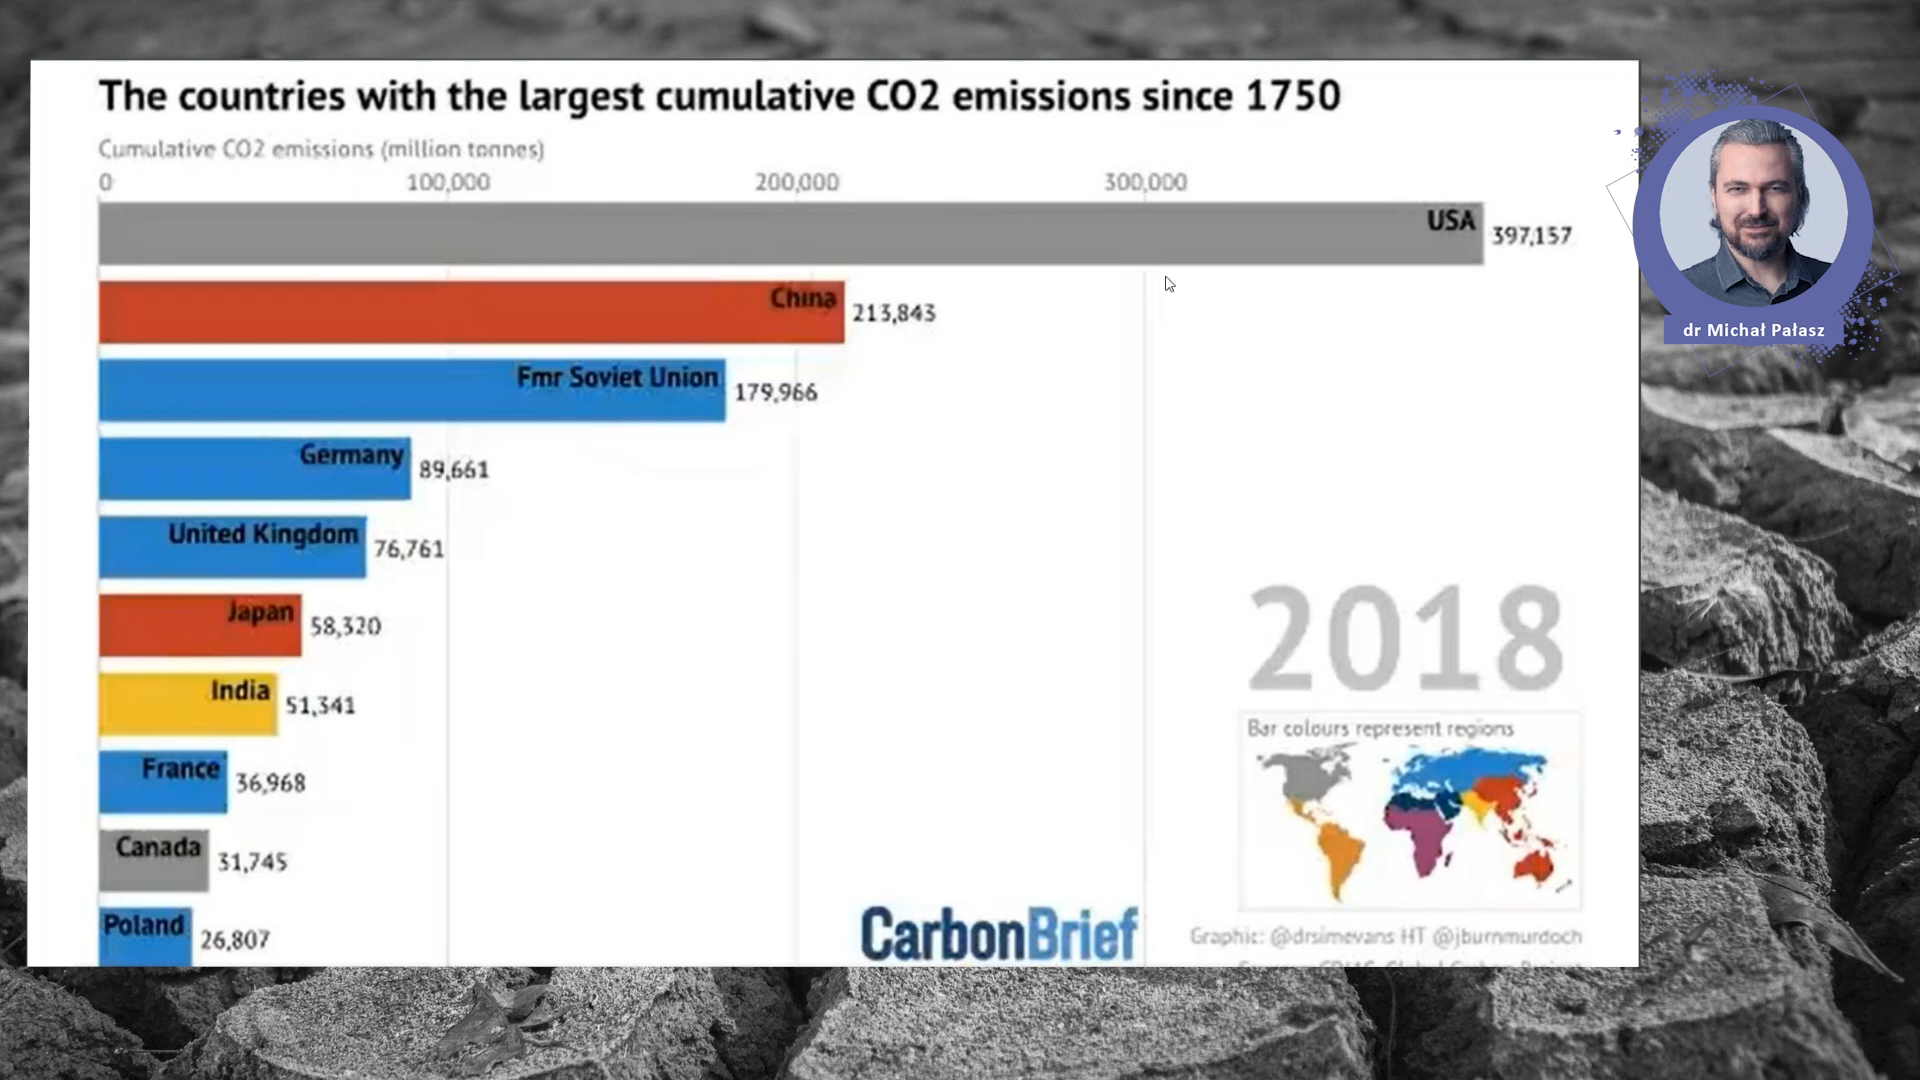 The countries with the largest cumulative CO2 emissions since 1750
Cumulative CO2 emissions (million tonnes)
0 100,000 200,000 300,000
USA 397,157
China 213,843
Fmr Soviet Union 179,966
Germany 89,661
United Kingdom 76,761
Japan 58,320
India 51,341
France 36,968
Canada 31,745
Poland 26,807
2018
Bar colours represent regions
CarbonBrief
Graphic: @drsimevans HT @jburnmurdoch
dr Michał Pałasz